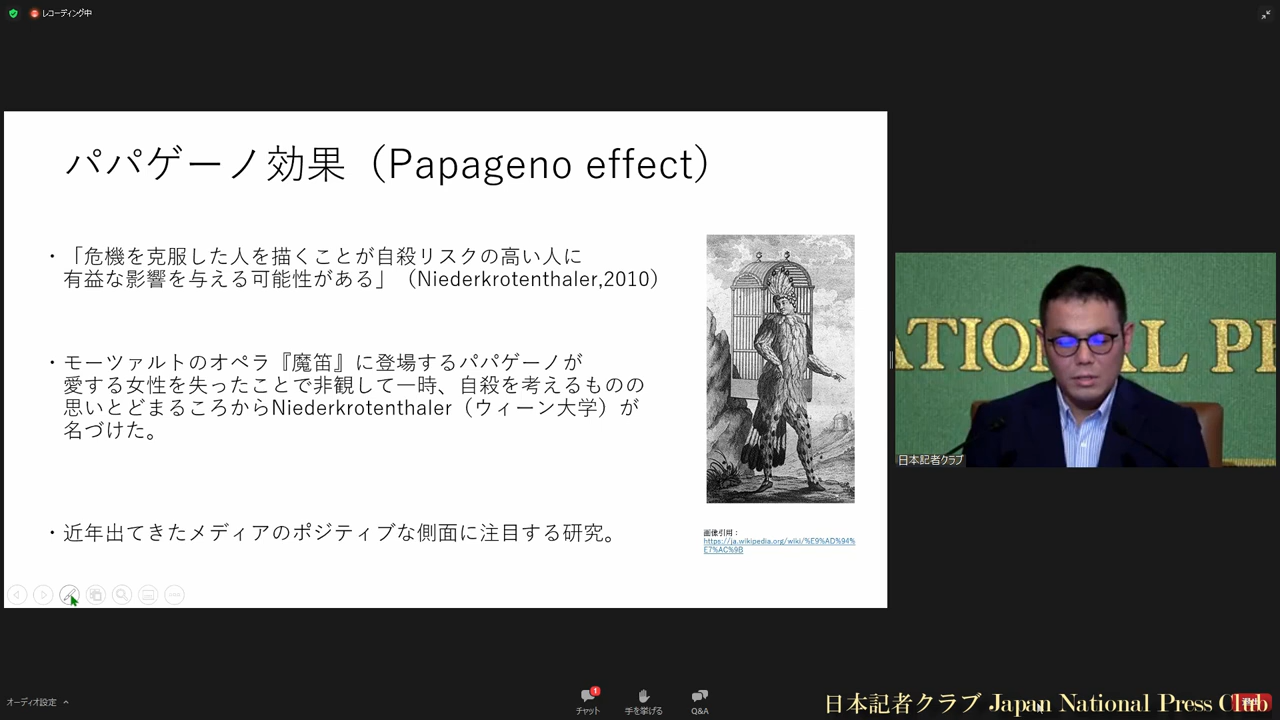 レコーディング中
パパゲーノ効果（Papageno effect）
・「危機を克服した人を描くことが自殺リスクの高い人に
有益な影響を与える可能性がある」（Niederkrotenthaler,2010）
・モーツァルトのオペラ『魔笛』に登場するパパゲーノが
愛する女性を失ったことで非観して一時、自殺を考えるものの
思いとどまるころからNiederkrotenthaler（ウィーン大学）が
名づけた。
・近年出てきたメディアのポジティブな側面に注目する研究。
画像引用：
https://ja.wikipedia.org/wiki/%E9%AD%94%
E7%AC%9B
ATIONAL P
日本記者クラブ
オーディオ設定
1
チャット
手を挙げる
Q&A
日本記者クラブ Japan National Press Club